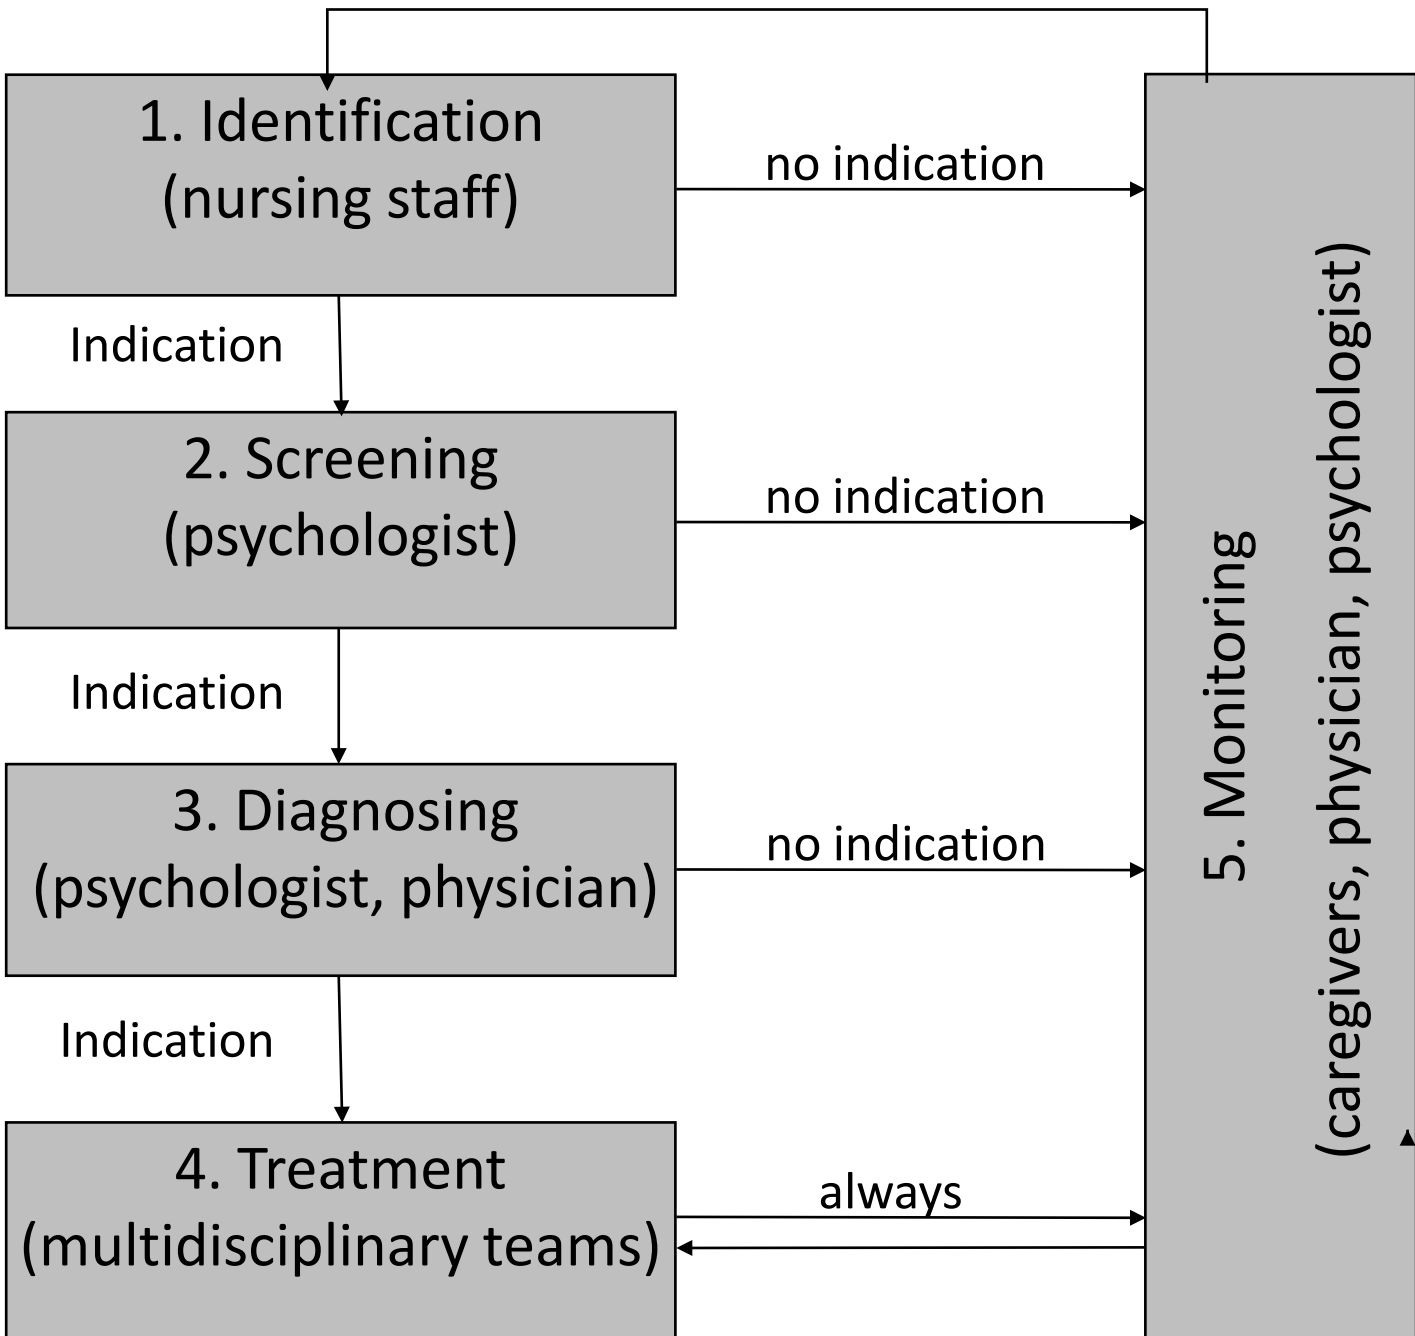 1. Identification
(nursing staff)
no indication
Indication
2. Screening
(psychologist)
no indication
Indication
3. Diagnosing
(psychologist, physician)
no indication
Indication
4. Treatment
(multidisciplinary teams)
always
5. Monitoring
(caregivers, physician, psychologist)